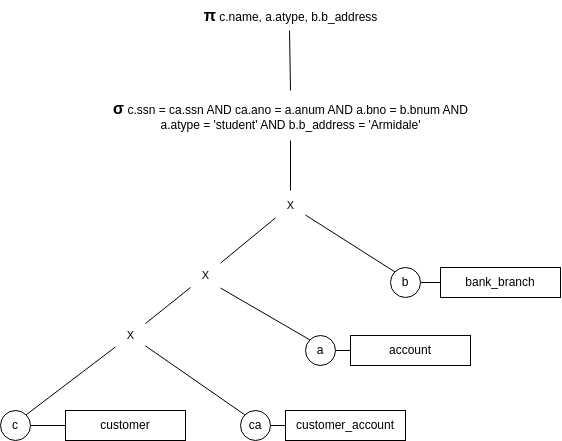 π c.name, a.atype, b.b_address
σ c.ssn = ca.ssn AND ca.ano = a.anum AND a.bno = b.bnum AND
a.atype = 'student' AND b.b_address = 'Armidale'
X
X
b
bank_branch
X
a
account
c
customer
ca
customer_account